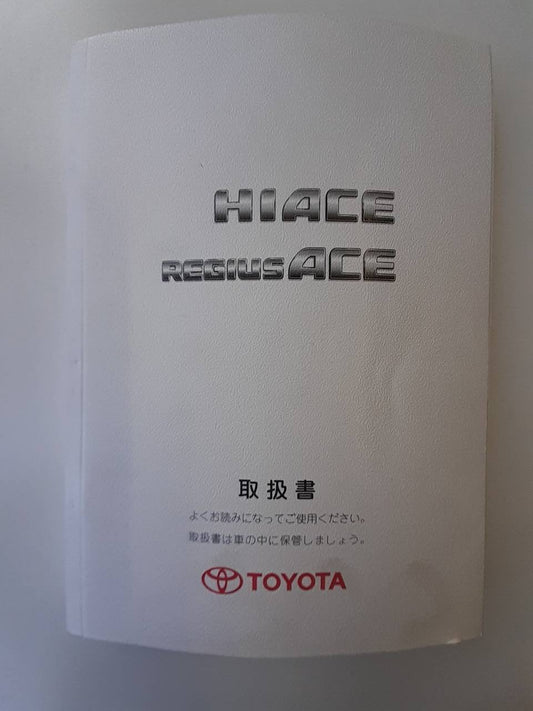 HIACE
REGIUSACE
取扱書
よくお読みになってご使用ください。
取扱書は車の中に保管しましょう。
TOYOTA